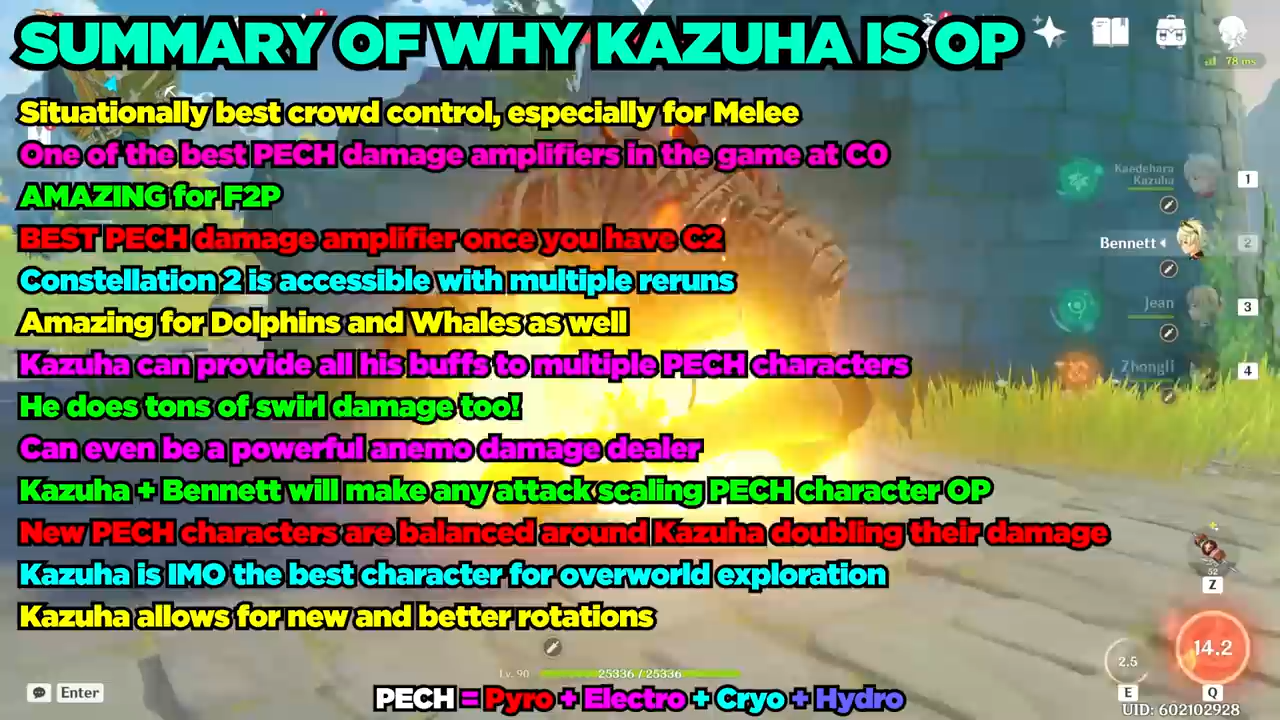 SUMMARY OF WHY KAZUHA IS OP
78 ms
Situationally best crowd control, especially for Melee
One of the best PECH damage amplifiers in the game at C0
AMAZING for F2P
BEST PECH damage amplifier once you have C2
Constellation 2 is accessible with multiple reruns
Amazing for Dolphins and Whales as well
Kazuha can provide all his buffs to multiple PECH characters
He does tons of swirl damage too!
Can even be a powerful anemo damage dealer
Kazuha + Bennett will make any attack scaling PECH character OP
New PECH characters are balanced around Kazuha doubling their damage
Kazuha is IMO the best character for overworld exploration
Kazuha allows for new and better rotations
Kaedehara
Kazuha
1
Bennett
2
Jean
3
Zhongli
4
52
Z
14.2
2.5
E
Q
Lv. 90
25336 / 25336
Enter
PECH = Pyro + Electro + Cryo + Hydro
UID: 602102928